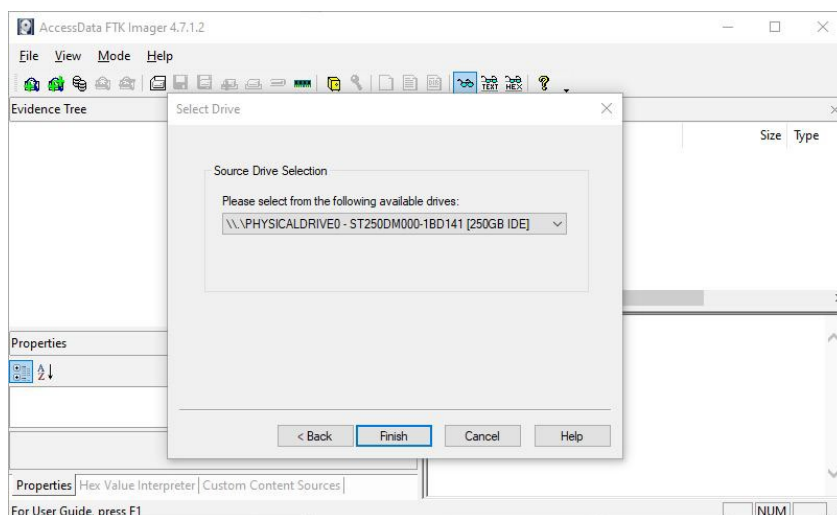 AccessData FTK Imager 4.7.1.2
File View Mode Help
TEXT HEX ?
Evidence Tree
Select Drive
Size Type
Source Drive Selection
Please select from the following available drives:
\\.\PHYSICALDRIVE0 - ST250DM000-1BD141 [250GB IDE]
Properties
A
Z
< Back Finish Cancel Help
Properties Hex Value Interpreter Custom Content Sources
For User Guide, press F1
NUM